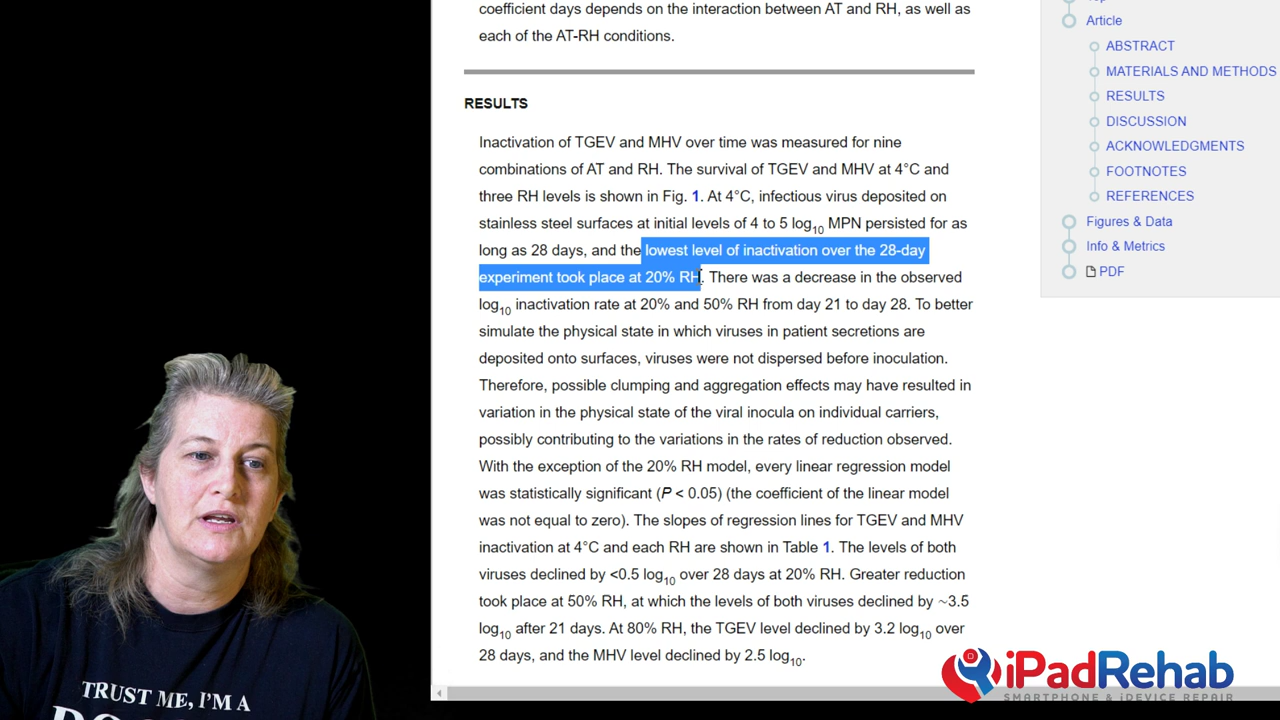 coefficient days depends on the interaction between AT and RH, as well as
each of the AT-RH conditions.
RESULTS
Inactivation of TGEV and MHV over time was measured for nine
combinations of AT and RH. The survival of TGEV and MHV at 4°C and
three RH levels is shown in Fig. 1. At 4°C, infectious virus deposited on
stainless steel surfaces at initial levels of 4 to 5 log10 MPN persisted for as
long as 28 days, and the lowest level of inactivation over the 28-day
experiment took place at 20% RH. There was a decrease in the observed
log10 inactivation rate at 20% and 50% RH from day 21 to day 28. To better
simulate the physical state in which viruses in patient secretions are
deposited onto surfaces, viruses were not dispersed before inoculation.
Therefore, possible clumping and aggregation effects may have resulted in
variation in the physical state of the viral inocula on individual carriers,
possibly contributing to the variations in the rates of reduction observed.
With the exception of the 20% RH model, every linear regression model
was statistically significant (P < 0.05) (the coefficient of the linear model
was not equal to zero). The slopes of regression lines for TGEV and MHV
inactivation at 4°C and each RH are shown in Table 1. The levels of both
viruses declined by <0.5 log10 over 28 days at 20% RH. Greater reduction
took place at 50% RH, at which the levels of both viruses declined by ~3.5
log10 after 21 days. At 80% RH, the TGEV level declined by 3.2 log10 over
28 days, and the MHV level declined by 2.5 log10.
Article
ABSTRACT
MATERIALS AND METHODS
RESULTS
DISCUSSION
ACKNOWLEDGMENTS
FOOTNOTES
REFERENCES
Figures & Data
Info & Metrics
PDF
TRUST ME, I'M A
iPadRehab
SMARTPHONE & iDEVICE REPAIR